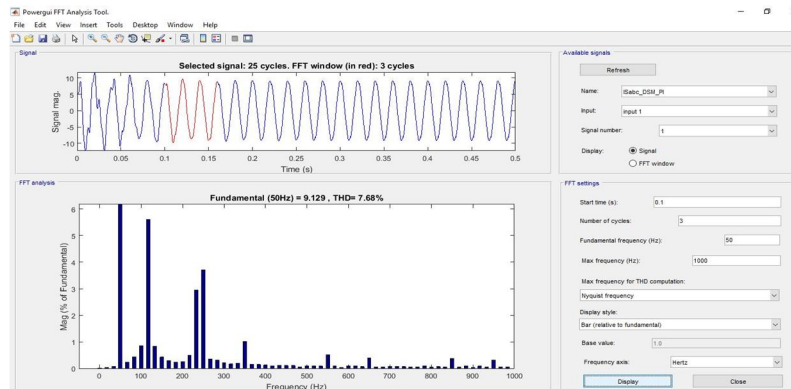 Powergui FFT Analysis Tool.
File Edit View Insert Tools Desktop Window Help
Signal
Selected signal: 25 cycles. FFT window (in red): 3 cycles
Signal mag.
10
5
0
-5
-10
0 0.05 0.1 0.15 0.2 0.25 0.3 0.35 0.4 0.45 0.5
Time (s)
FFT analysis
Fundamental (50Hz) = 9.129 , THD= 7.68%
Mag (% of Fundamental)
6
5
4
3
2
1
0
0 100 200 300 400 500 600 700 800 900 1000
Frequency (Hz)
Available signals
Refresh
Name: ISabc_DSM_PI
Input: input 1
Signal number: 1
Display: Signal
FFT window
FFT settings
Start time (s): 0.1
Number of cycles: 3
Fundamental frequency (Hz): 50
Max frequency (Hz): 1000
Max frequency for THD computation:
Nyquist frequency
Display style:
Bar (relative to fundamental)
Base value: 1.0
Frequency axis: Hertz
Display Close